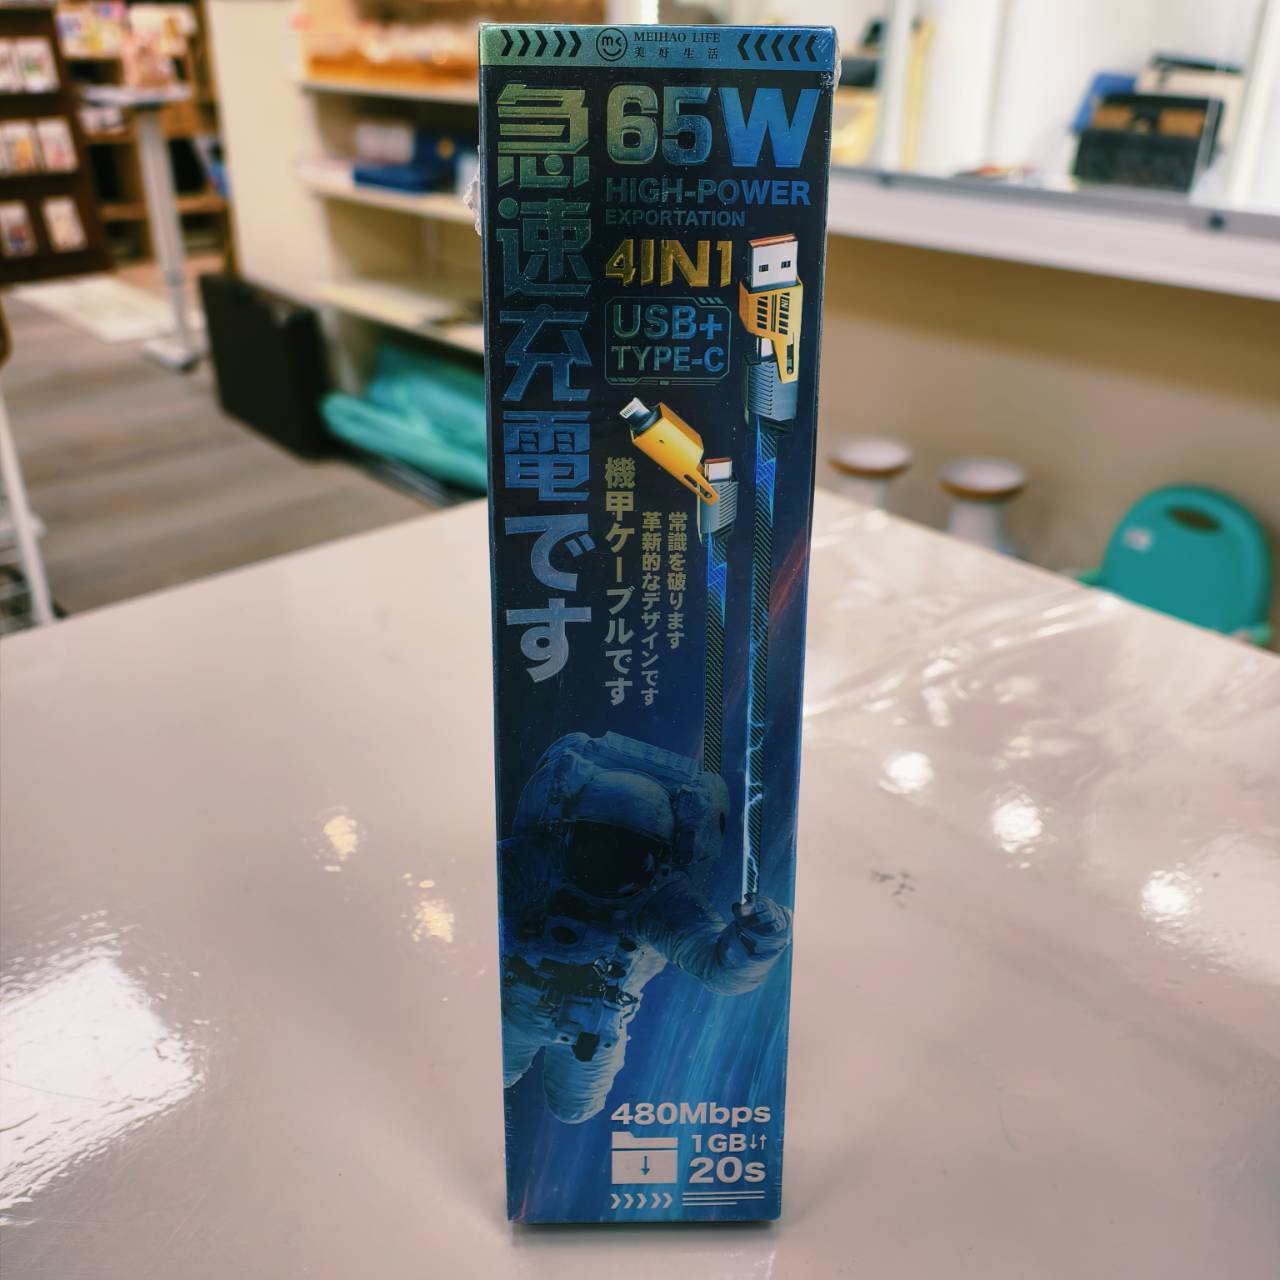 MEIHAO LIFE
美好生活
急速充電です
65W
HIGH-POWER
EXPORTATION
4IN1
USB+
TYPE-C
常識を破ります
革新的なデザインです
機甲ケーブルです
480Mbps
1GB↓↑
20s